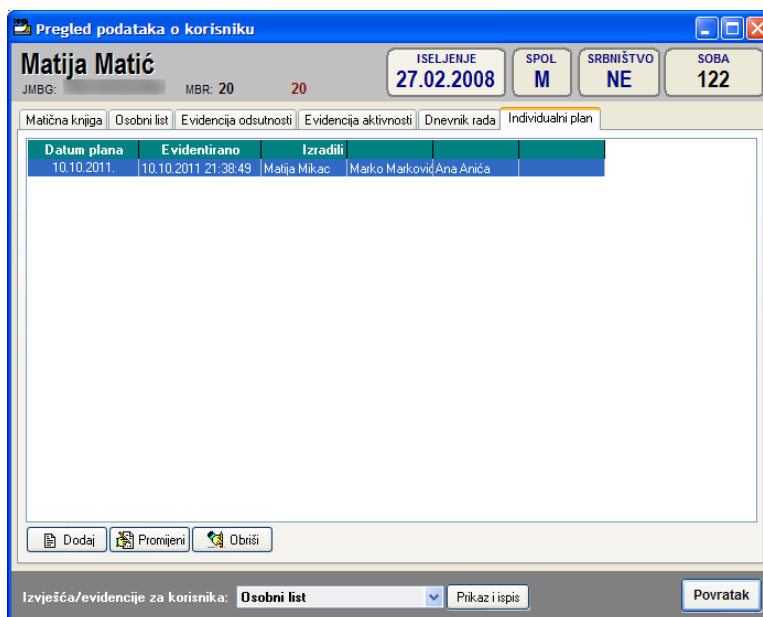 Pregled podataka o korisniku
Matija Matić
JMBG: MBR: 20 20
ISELJENJE
27.02.2008
SPOL
M
SRBNIŠTVO
NE
SOBA
122
Matična knjiga Osobni list Evidencija odsutnosti Evidencija aktivnosti Dnevnik rada Individualni plan
Datum plana Evidentirano Izradili
10.10.2011. 10.10.2011 21:38:49 Matija Mikac Marko Marković Ana Anića
Dodaj Promijeni Obriši
Izvješća/evidencije za korisnika: Osobni list Prikaz i ispis Povratak